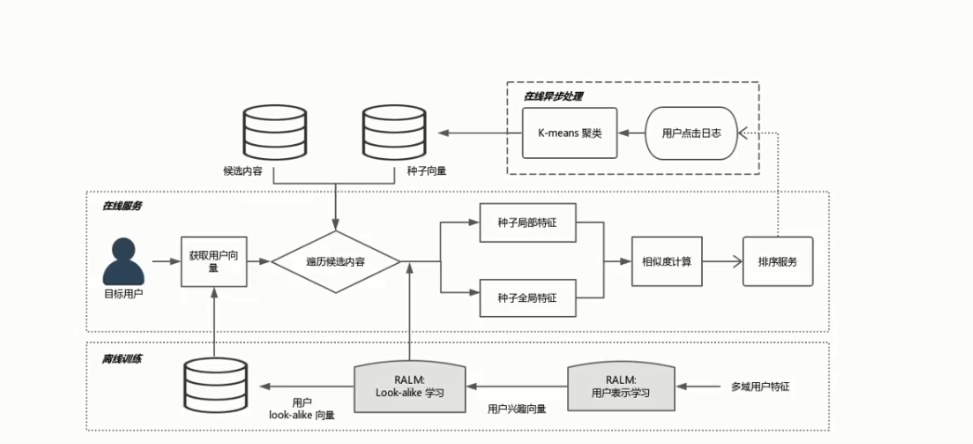 在线异步处理
K-means 聚类
用户点击日志
候选内容
种子向量
在线服务
目标用户
获取用户向
量
遍历候选内容
种子局部特征
种子全局特征
相似度计算
排序服务
离线训练
用户
look-alike 向量
RALM:
Look-alike 学习
用户兴趣向量
RALM:
用户表示学习
多域用户特征